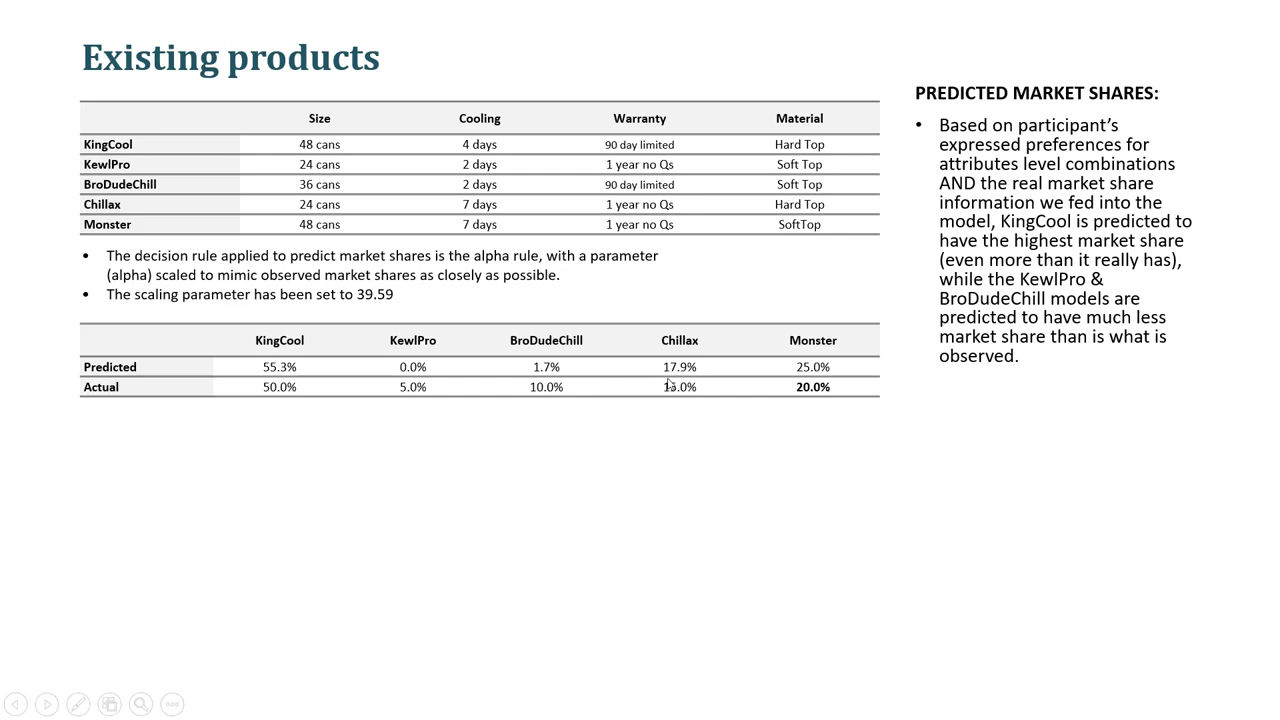 Existing products
Size Cooling Warranty Material
KingCool 48 cans 4 days 90 day limited Hard Top
KewlPro 24 cans 2 days 1 year no Qs Soft Top
BroDudeChill 36 cans 2 days 90 day limited Soft Top
Chillax 24 cans 7 days 1 year no Qs Hard Top
Monster 48 cans 7 days 1 year no Qs SoftTop
• The decision rule applied to predict market shares is the alpha rule, with a parameter
(alpha) scaled to mimic observed market shares as closely as possible.
• The scaling parameter has been set to 39.59
KingCool KewlPro BroDudeChill Chillax Monster
Predicted 55.3% 0.0% 1.7% 17.9% 25.0%
Actual 50.0% 5.0% 10.0% 20.0%
PREDICTED MARKET SHARES:
• Based on participant's
expressed preferences for
attributes level combinations
AND the real market share
information we fed into the
model, KingCool is predicted to
have the highest market share
(even more than it really has),
while the KewlPro &
BroDudeChill models are
predicted to have much less
market share than is what is
observed.